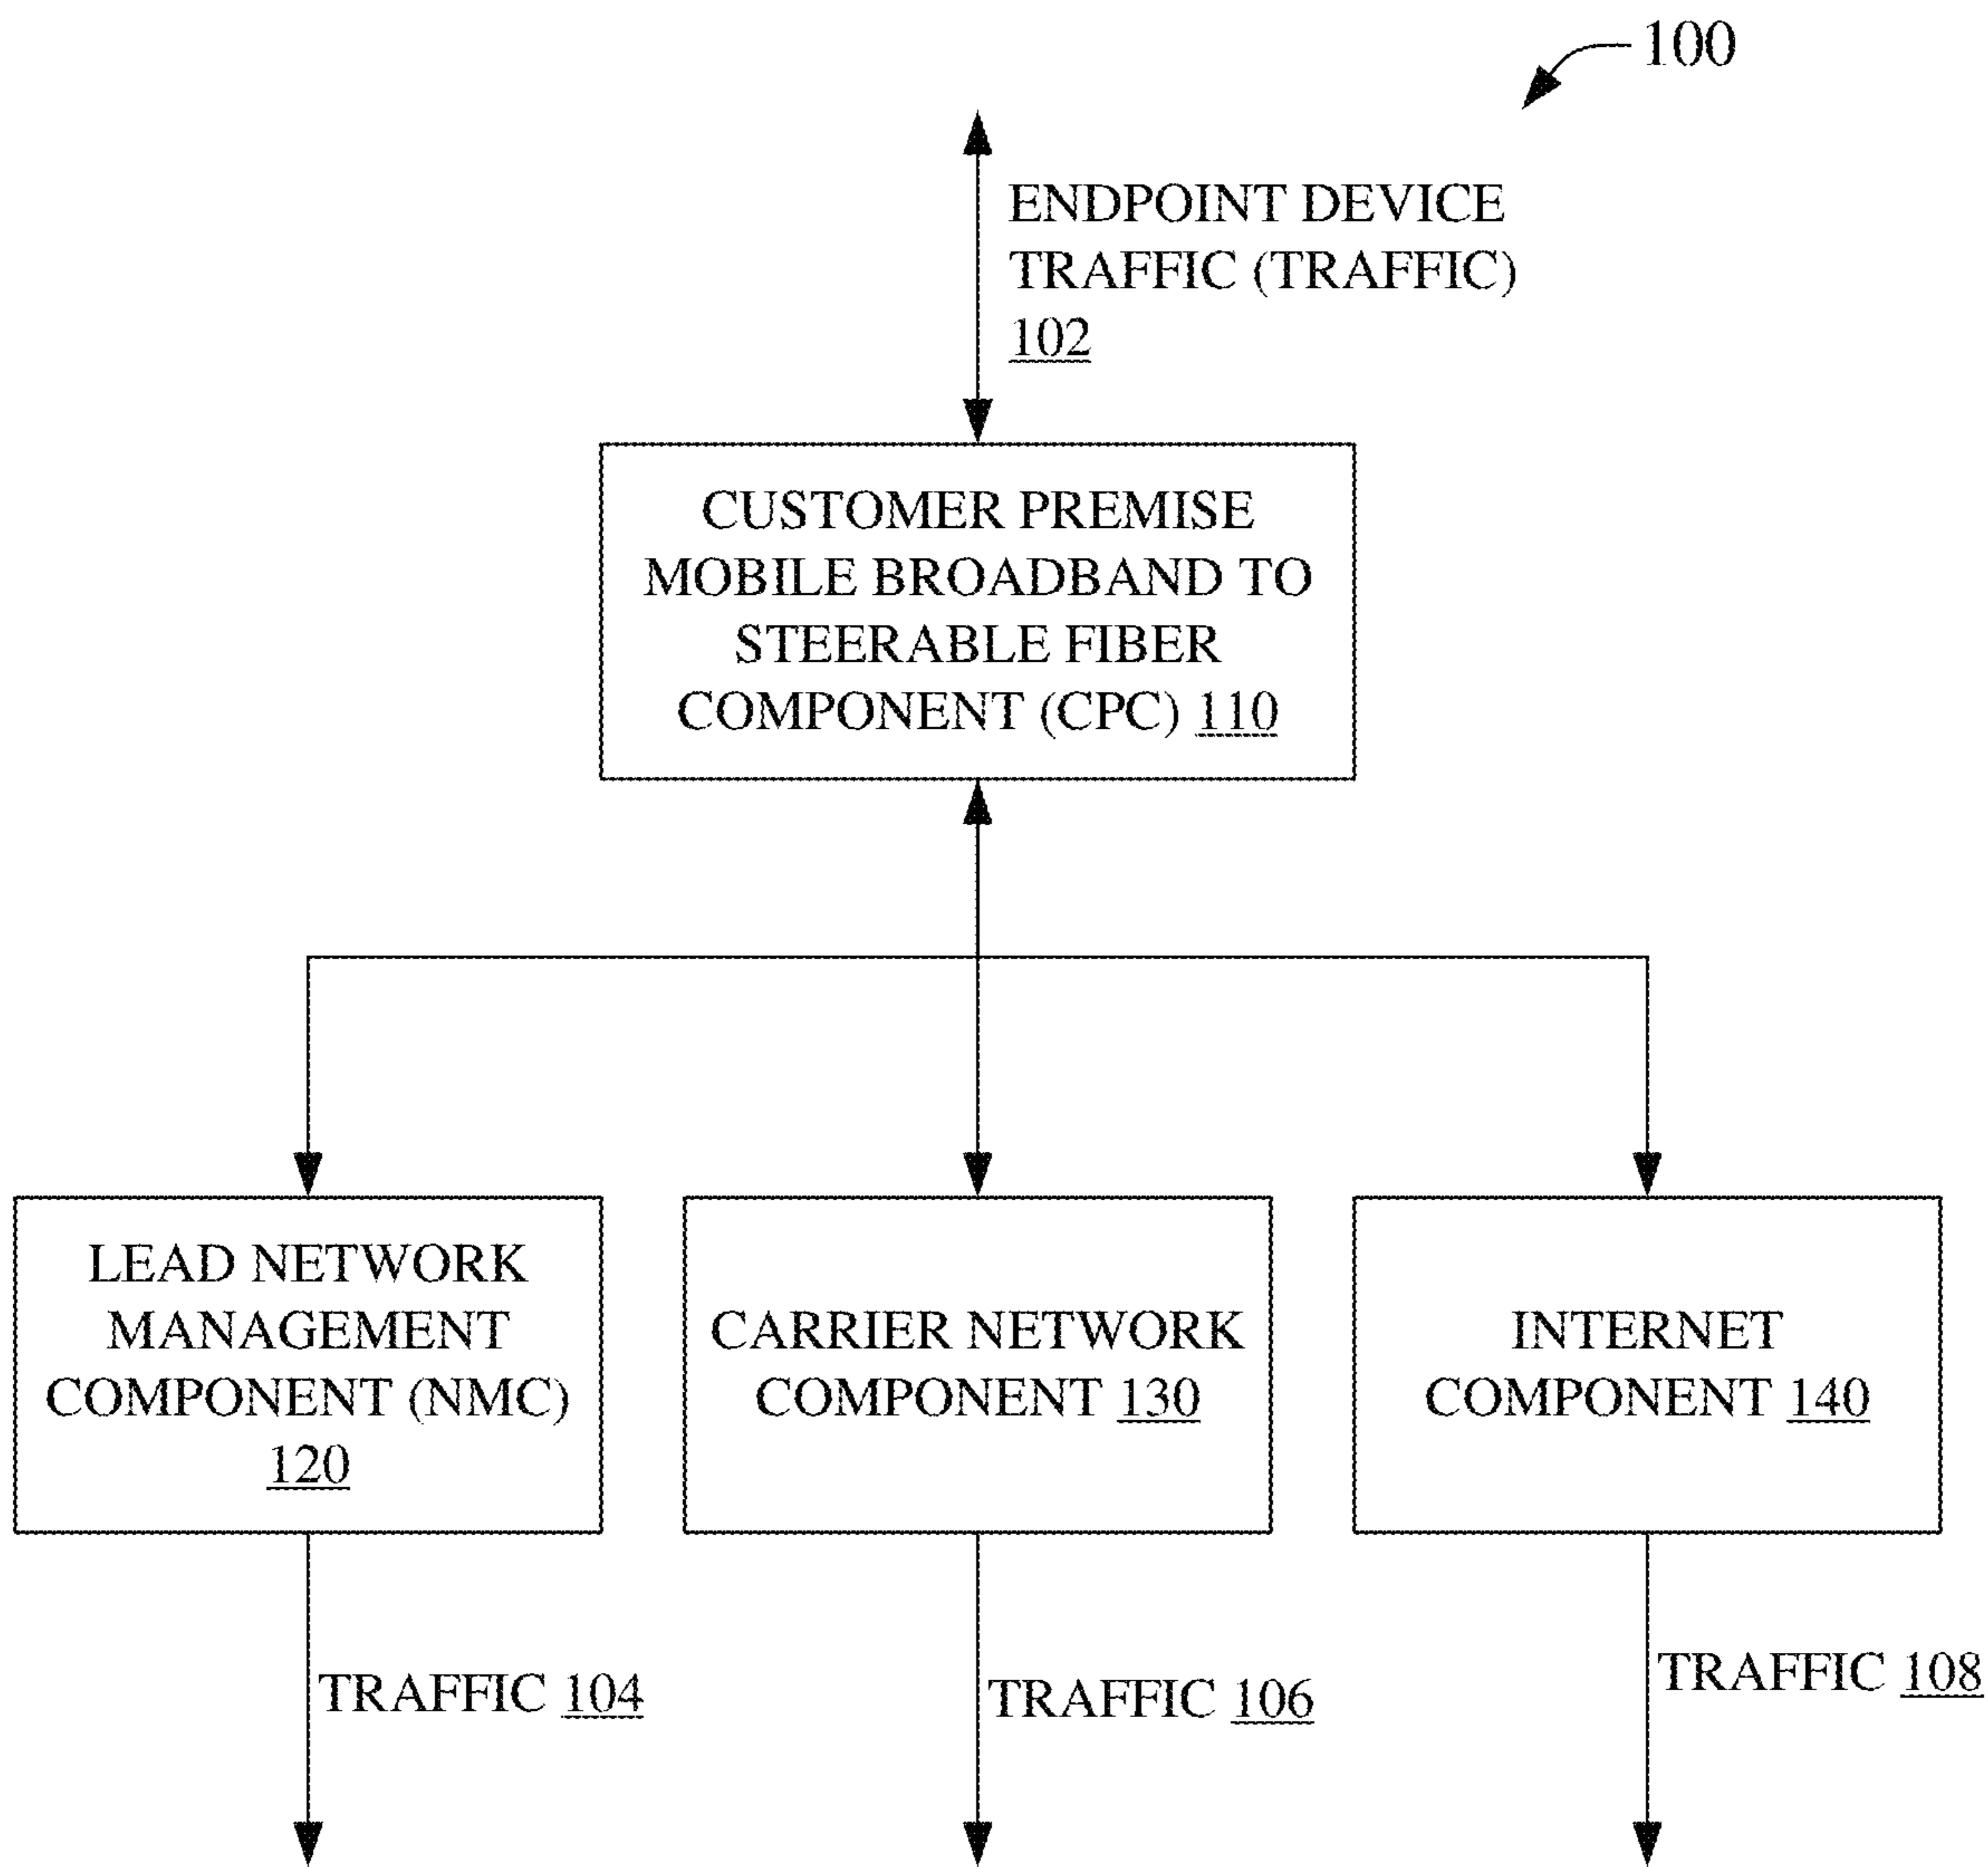 100
ENDPOINT DEVICE
TRAFFIC (TRAFFIC)
102
CUSTOMER PREMISE
MOBILE BROADBAND TO
STEERABLE FIBER
COMPONENT (CPC) 110
LEAD NETWORK
MANAGEMENT
COMPONENT (NMC)
120
CARRIER NETWORK
COMPONENT 130
INTERNET
COMPONENT 140
TRAFFIC 104
TRAFFIC 106
TRAFFIC 108